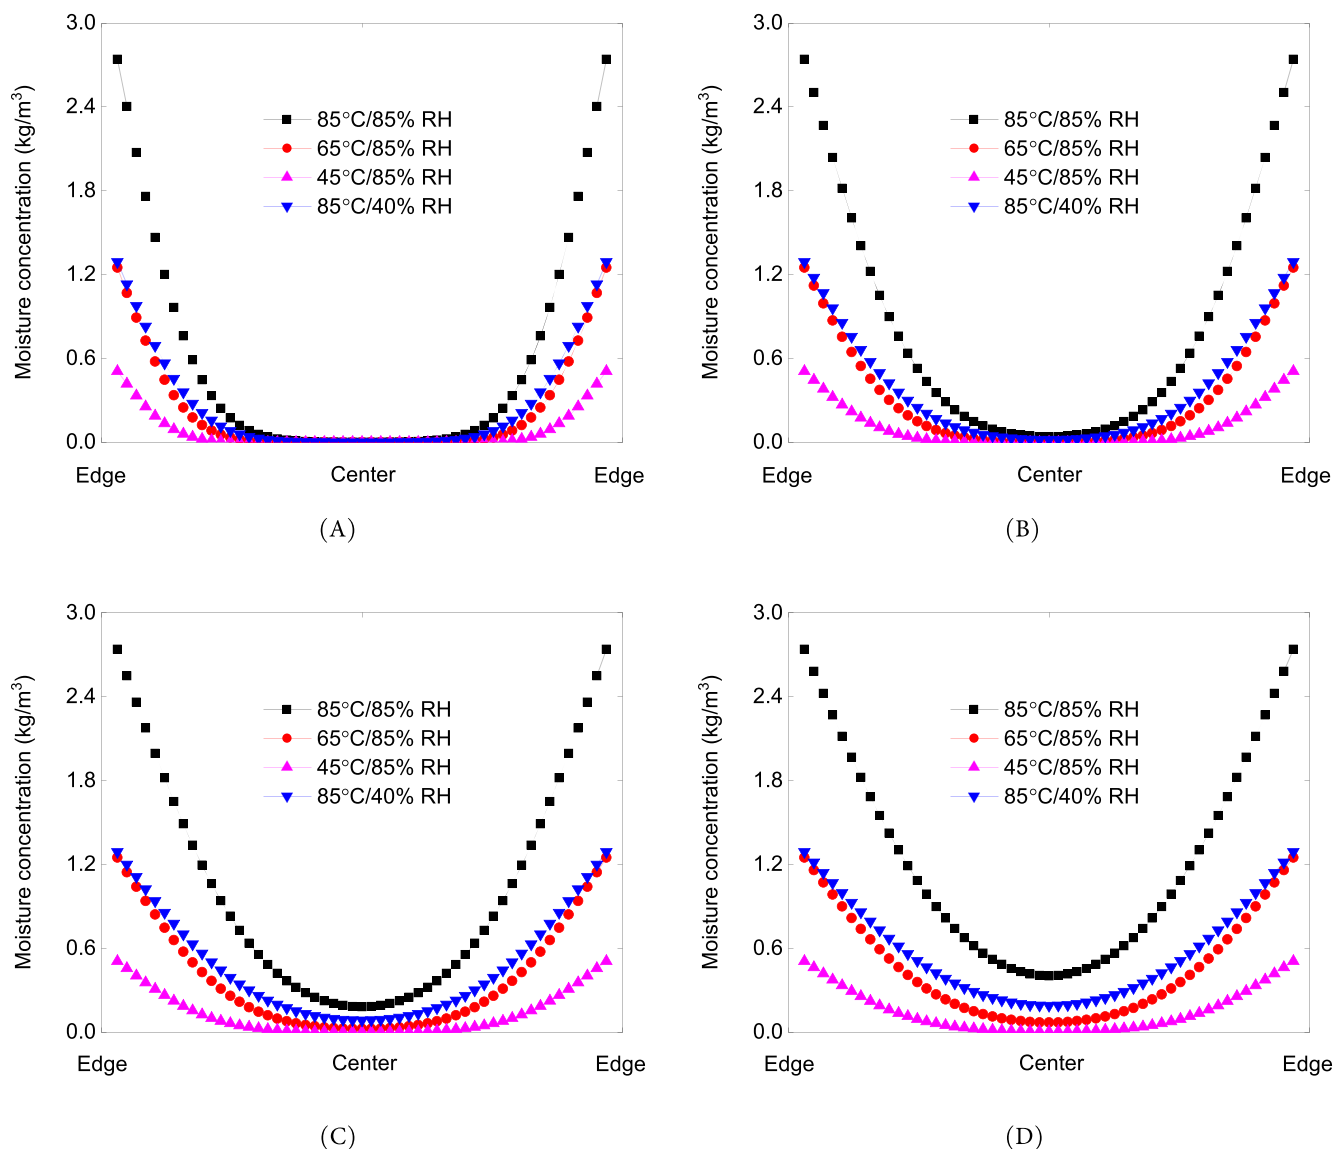 3.0
2.4
1.8
1.2
0.6
0.0
Moisture concentration (kg/m³)
85°C/85% RH
65°C/85% RH
45°C/85% RH
85°C/40% RH
Edge
Center
Edge
(A)
3.0
2.4
1.8
1.2
0.6
0.0
Moisture concentration (kg/m³)
85°C/85% RH
65°C/85% RH
45°C/85% RH
85°C/40% RH
Edge
Center
Edge
(B)
3.0
2.4
1.8
1.2
0.6
0.0
Moisture concentration (kg/m³)
85°C/85% RH
65°C/85% RH
45°C/85% RH
85°C/40% RH
Edge
Center
Edge
(C)
3.0
2.4
1.8
1.2
0.6
0.0
Moisture concentration (kg/m³)
85°C/85% RH
65°C/85% RH
45°C/85% RH
85°C/40% RH
Edge
Center
Edge
(D)